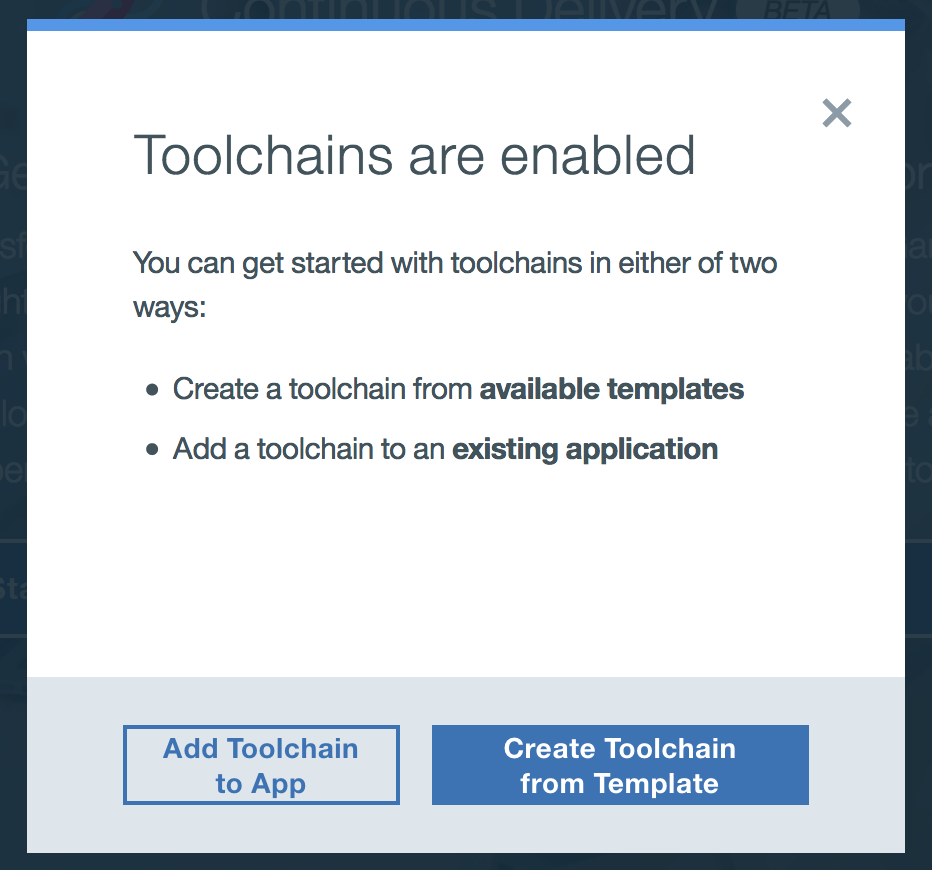 Continuous Delivery BETA
Toolchains are enabled
You can get started with toolchains in either of two
ways:
Create a toolchain from available templates
Add a toolchain to an existing application
Add Toolchain
to App
Create Toolchain
from Template